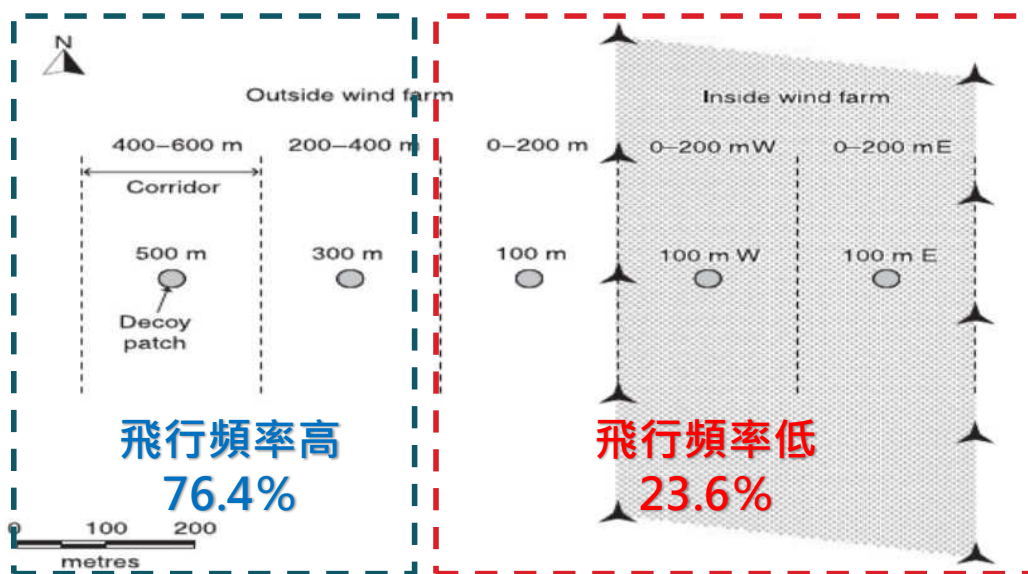 N
Outside wind farm
Inside wind farm
400–600 m
200–400 m
0–200 m
0–200 mW
0–200 mE
Corridor
500 m
300 m
100 m
100 m W
100 m E
Decoy
patch
飛行頻率高
76.4%
飛行頻率低
23.6%
0 100 200
metres